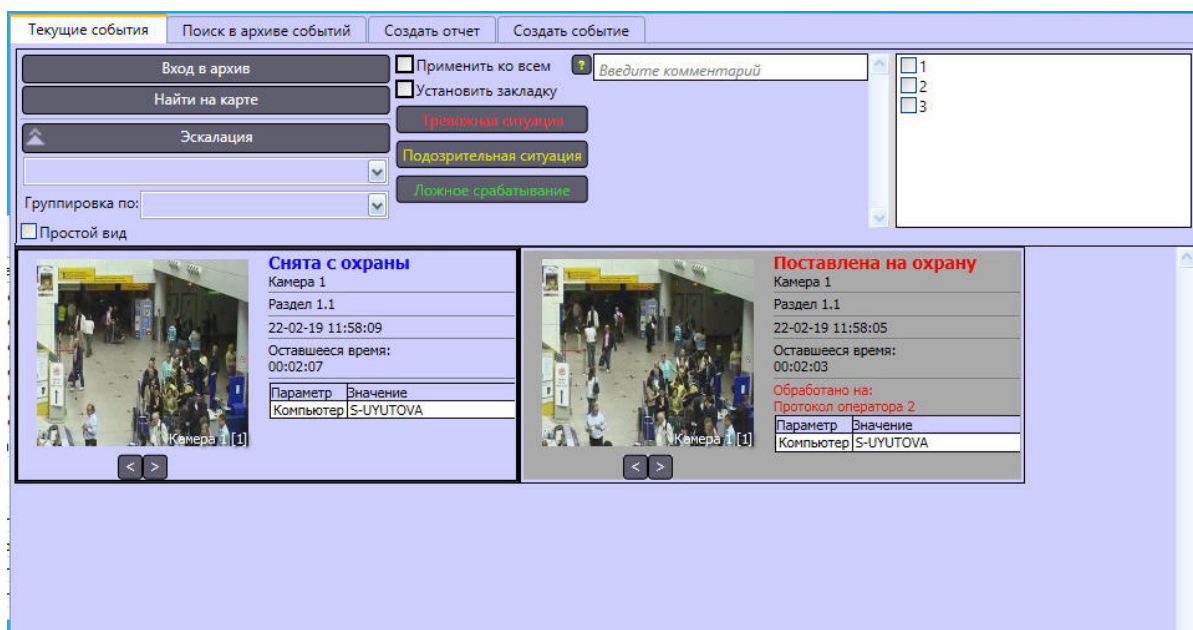 Текущие события
Поиск в архиве событий
Создать отчет
Создать событие
Вход в архив
Найти на карте
Эскалация
Группировка по:
Простой вид
Применить ко всем
?
Установить закладку
Тревожная ситуация
Подозрительная ситуация
Ложное срабатывание
Введите комментарий
1
2
3
Камера 1 [1]
< >
Снята с охраны
Камера 1
Раздел 1.1
22-02-19 11:58:09
Оставшееся время:
00:02:07
Параметр Значение
Компьютер S-UYUTOVA
Камера 1 [1]
< >
Поставлена на охрану
Камера 1
Раздел 1.1
22-02-19 11:58:05
Оставшееся время:
00:02:03
Обработано на:
Протокол оператора 2
Параметр Значение
Компьютер S-UYUTOVA